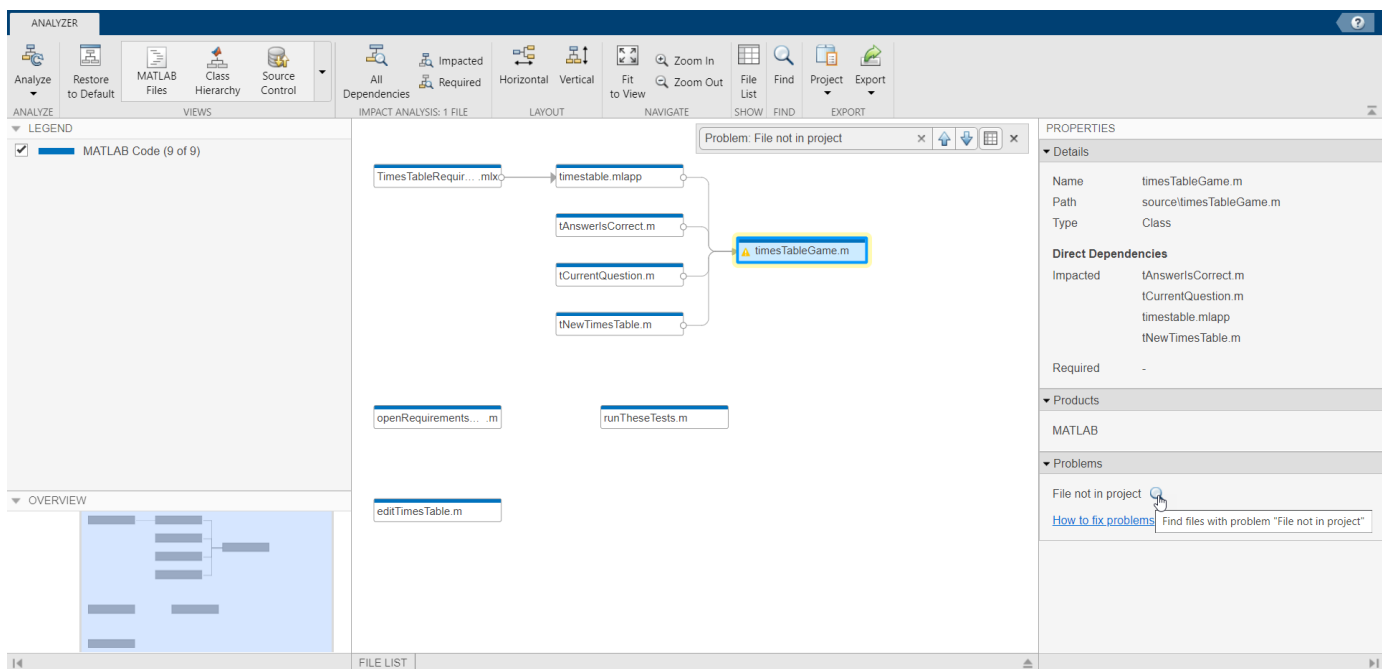 ANALYZER
?
Analyze
Restore
to Default
MATLAB
Files
Class
Hierarchy
Source
Control
All
Dependencies
Impacted
Required
Horizontal
Vertical
Fit
to View
Zoom In
Zoom Out
File
List
Find
Project
Export
ANALYZE
VIEWS
IMPACT ANALYSIS: 1 FILE
LAYOUT
NAVIGATE
SHOW
FIND
EXPORT
LEGEND
MATLAB Code (9 of 9)
OVERVIEW
Problem: File not in project
TimesTableRequir... .mlx
timestable.mlapp
tAnswerIsCorrect.m
timesTableGame.m
tCurrentQuestion.m
tNewTimesTable.m
openRequirements... .m
runTheseTests.m
editTimesTable.m
FILE LIST
PROPERTIES
Details
Name timesTableGame.m
Path source\timesTableGame.m
Type Class
Direct Dependencies
Impacted tAnswerIsCorrect.m
tCurrentQuestion.m
timestable.mlapp
tNewTimesTable.m
Required -
Products
MATLAB
Problems
File not in project
How to fix problems
Find files with problem "File not in project"